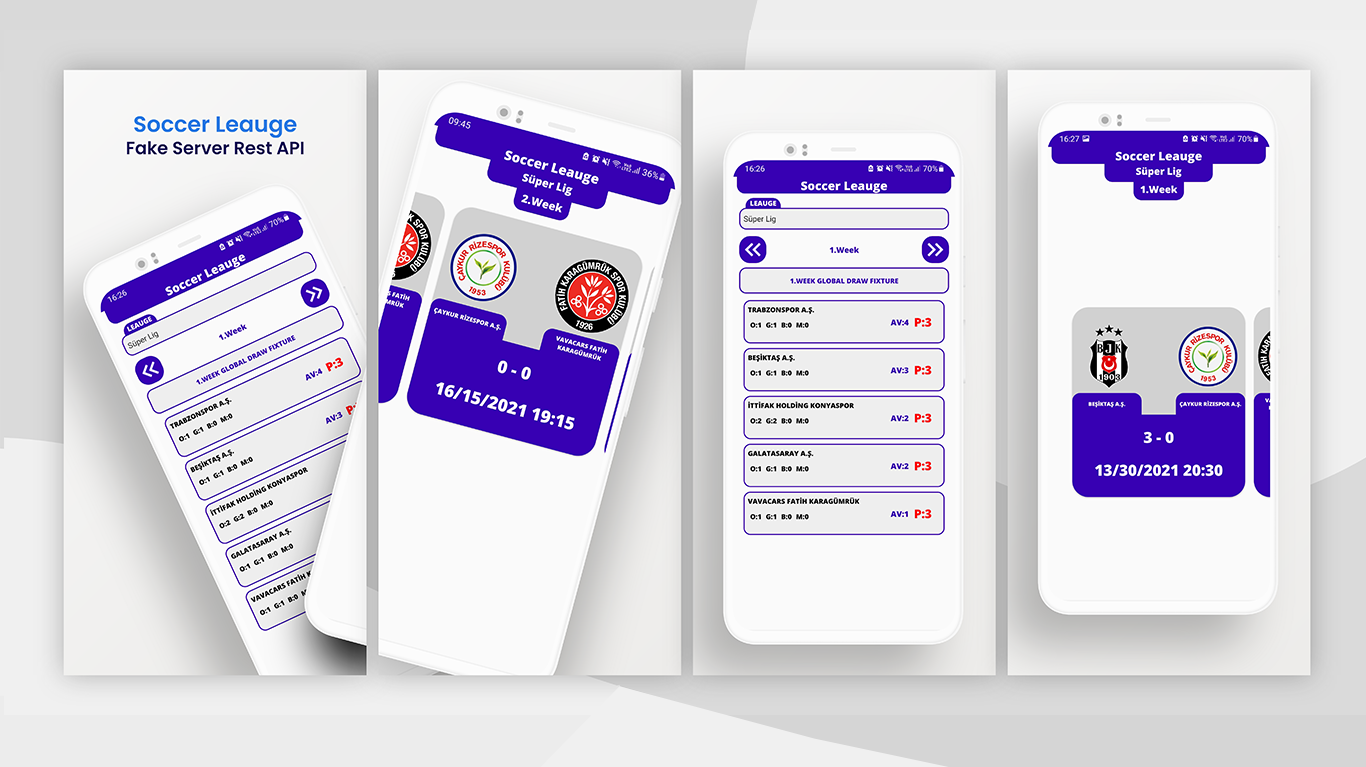 Soccer Leauge
Fake Server Rest API
16:26
70%
Soccer Leauge
LEAUGE
Süper Lig
1.Week
1.WEEK GLOBAL DRAW FIXTURE
TRABZONSPOR A.Ş.
O:1 G:1 B:0 M:0
AV:4 P:3
BEŞİKTAŞ A.Ş.
O:1 G:1 B:0 M:0
AV:3
İTTİFAK HOLDİNG KONYASPOR
O:2 G:2 B:0 M:0
GALATASARAY A.Ş.
O:1 G:1 B:0 M:0
VAVACARS FATİH
O:1 G:1 B:0
09:45
36%
Soccer Leauge
Süper Lig
2.Week
SPOR KULÜBÜ
FATİH
MRÜK
ÇAYKUR RİZESPOR KULÜBÜ
1953
FATİH KARAGÜMRÜK SPOR KULÜBÜ
1926
ÇAYKUR RİZESPOR A.Ş.
VAVACARS FATİH
KARAGÜMRÜK
0 - 0
16/15/2021 19:15
16:26
70%
Soccer Leauge
LEAUGE
Süper Lig
1.Week
1.WEEK GLOBAL DRAW FIXTURE
TRABZONSPOR A.Ş.
O:1 G:1 B:0 M:0
AV:4 P:3
BEŞİKTAŞ A.Ş.
O:1 G:1 B:0 M:0
AV:3 P:3
İTTİFAK HOLDİNG KONYASPOR
O:2 G:2 B:0 M:0
AV:2 P:3
GALATASARAY A.Ş.
O:1 G:1 B:0 M:0
AV:2 P:3
VAVACARS FATİH KARAGÜMRÜK
O:1 G:1 B:0 M:0
AV:1 P:3
16:27
70%
Soccer Leauge
Süper Lig
1.Week
BJK
1903
ÇAYKUR RİZESPOR KULÜBÜ
1953
BEŞİKTAŞ A.Ş.
ÇAYKUR RİZESPOR A.Ş.
3 - 0
13/30/2021 20:30